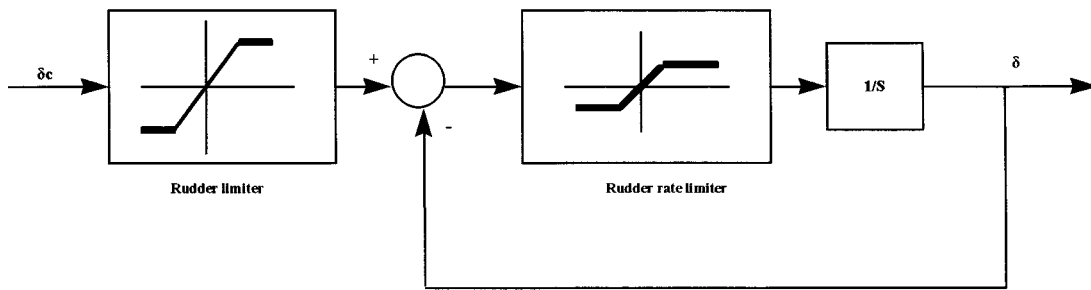 δc
+
-
1/S
δ
Rudder limiter
Rudder rate limiter